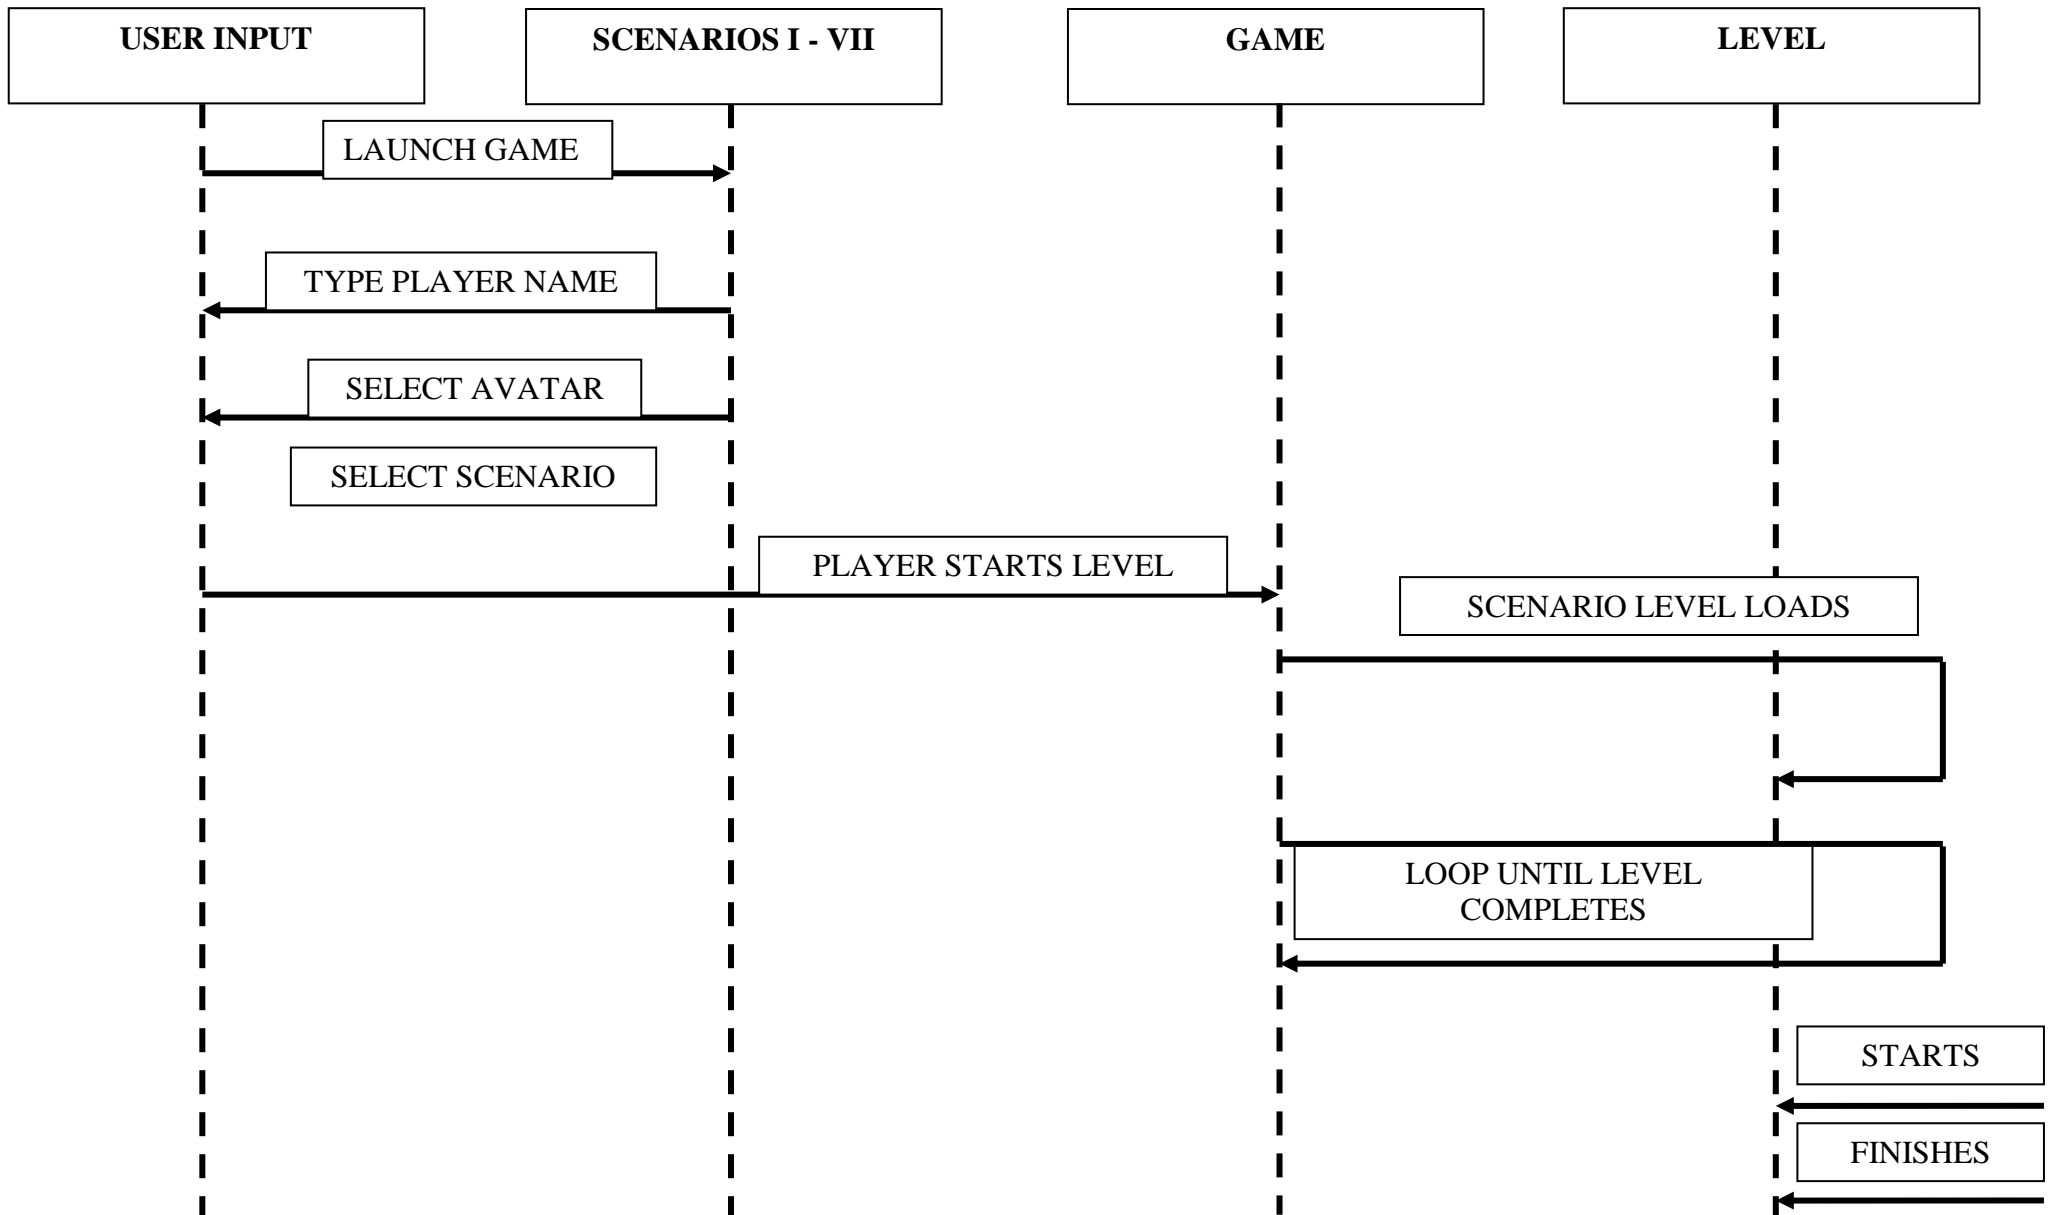 USER INPUT
SCENARIOS I - VII
GAME
LEVEL
LAUNCH GAME
TYPE PLAYER NAME
SELECT AVATAR
SELECT SCENARIO
PLAYER STARTS LEVEL
SCENARIO LEVEL LOADS
LOOP UNTIL LEVEL
COMPLETES
STARTS
FINISHES